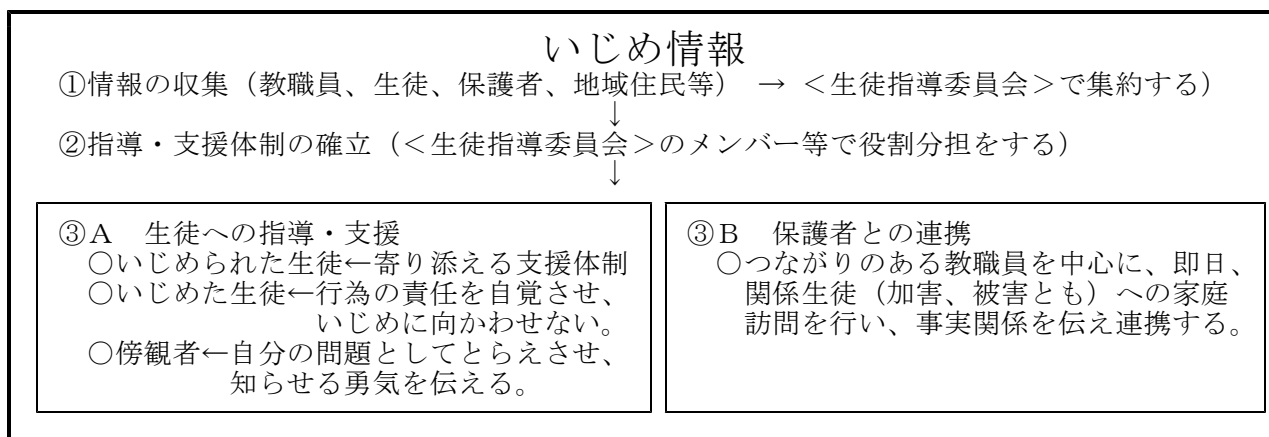 いじめ情報
①情報の収集（教職員、生徒、保護者、地域住民等） → ＜生徒指導委員会＞で集約する）
↓
②指導・支援体制の確立（＜生徒指導委員会＞のメンバー等で役割分担をする）
↓
③Ａ 生徒への指導・支援
○いじめられた生徒←寄り添える支援体制
○いじめた生徒←行為の責任を自覚させ、
いじめに向かわせない。
○傍観者←自分の問題としてとらえさせ、
知らせる勇気を伝える。
③Ｂ 保護者との連携
○つながりのある教職員を中心に、即日、
関係生徒（加害、被害とも）への家庭
訪問を行い、事実関係を伝え連携する。